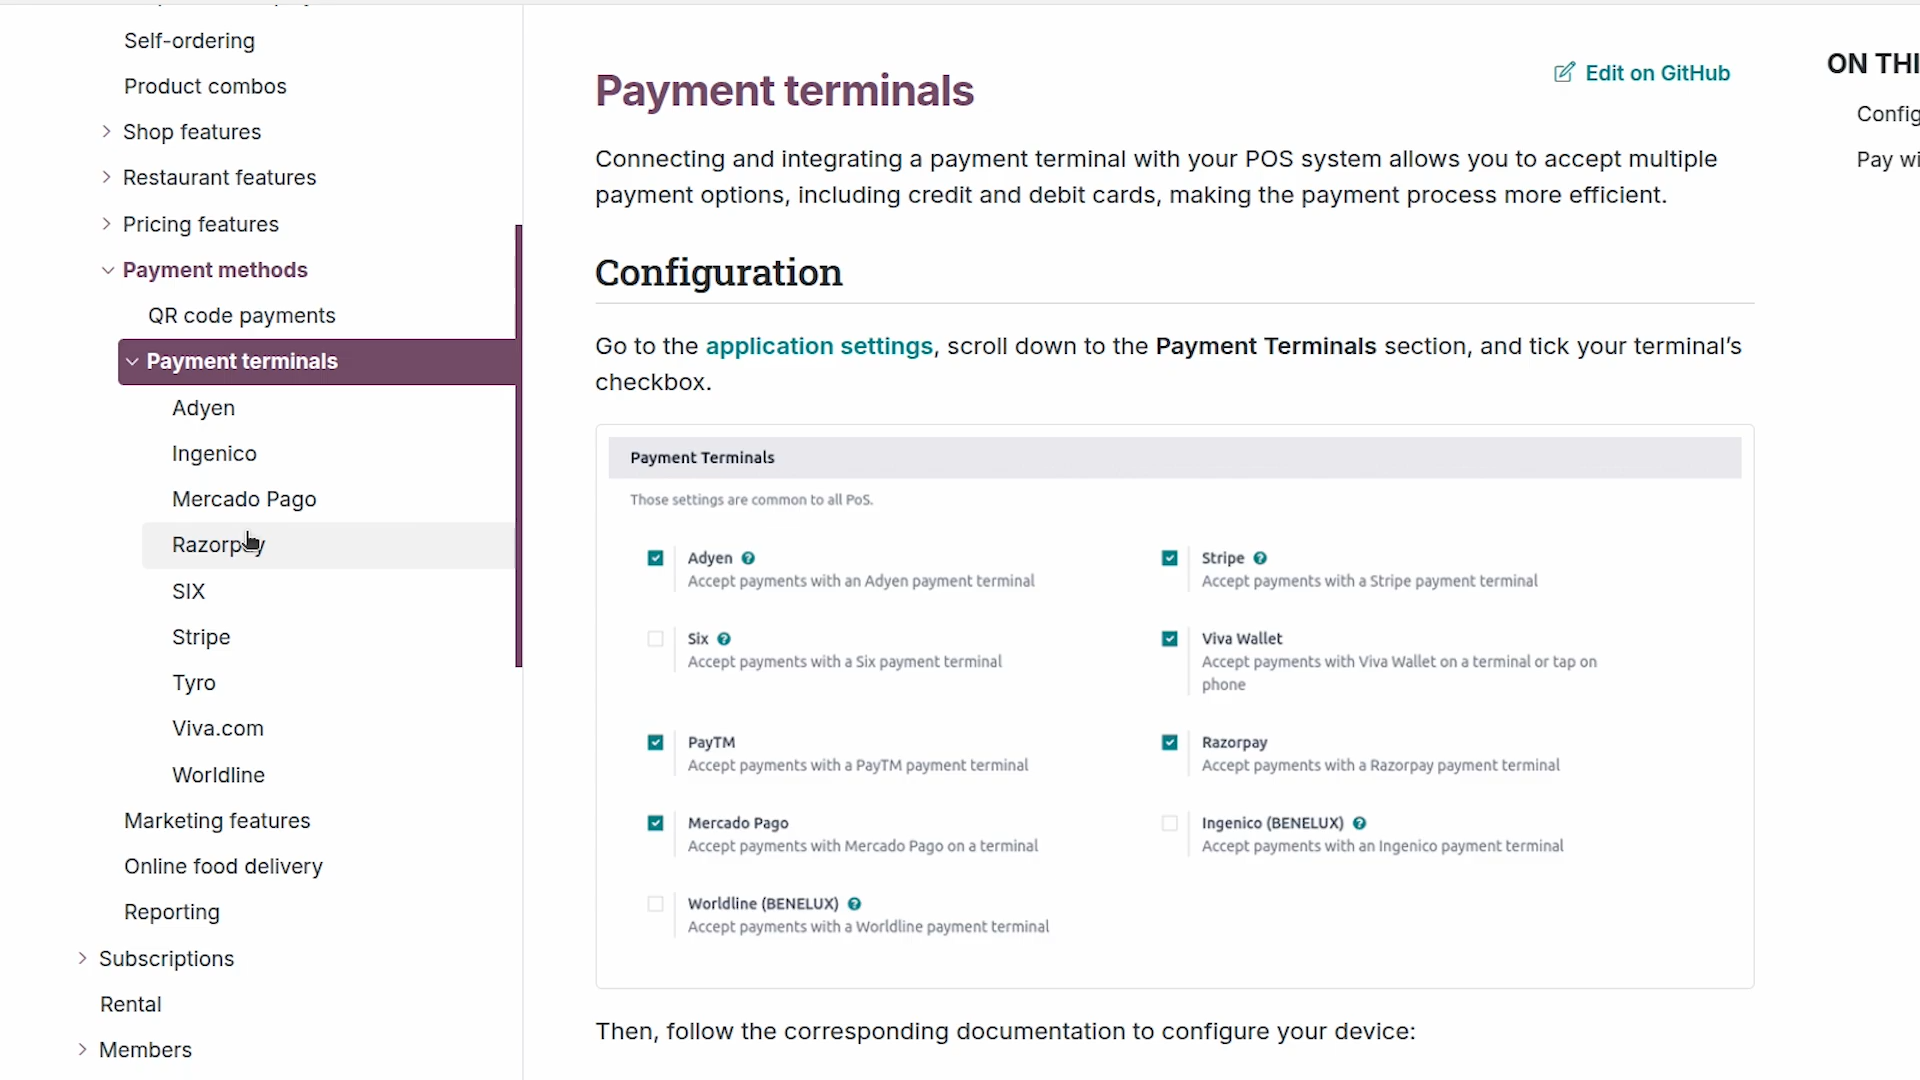 Self-ordering
Product combos
Shop features
Restaurant features
Pricing features
Payment methods
QR code payments
Payment terminals
Adyen
Ingenico
Mercado Pago
Razorpay
SIX
Stripe
Tyro
Viva.com
Worldline
Marketing features
Online food delivery
Reporting
Subscriptions
Rental
Members
Payment terminals
Edit on GitHub
Connecting and integrating a payment terminal with your POS system allows you to accept multiple
payment options, including credit and debit cards, making the payment process more efficient.
Configuration
Go to the application settings, scroll down to the Payment Terminals section, and tick your terminal’s
checkbox.
Payment Terminals
Those settings are common to all PoS.
Adyen
Accept payments with an Adyen payment terminal
Stripe
Accept payments with a Stripe payment terminal
Six
Accept payments with a Six payment terminal
Viva Wallet
Accept payments with Viva Wallet on a terminal or tap on
phone
PayTM
Accept payments with a PayTM payment terminal
Razorpay
Accept payments with a Razorpay payment terminal
Mercado Pago
Accept payments with Mercado Pago on a terminal
Ingenico (BENELUX)
Accept payments with an Ingenico payment terminal
Worldline (BENELUX)
Accept payments with a Worldline payment terminal
Then, follow the corresponding documentation to configure your device:
ON THI
Config
Pay wi